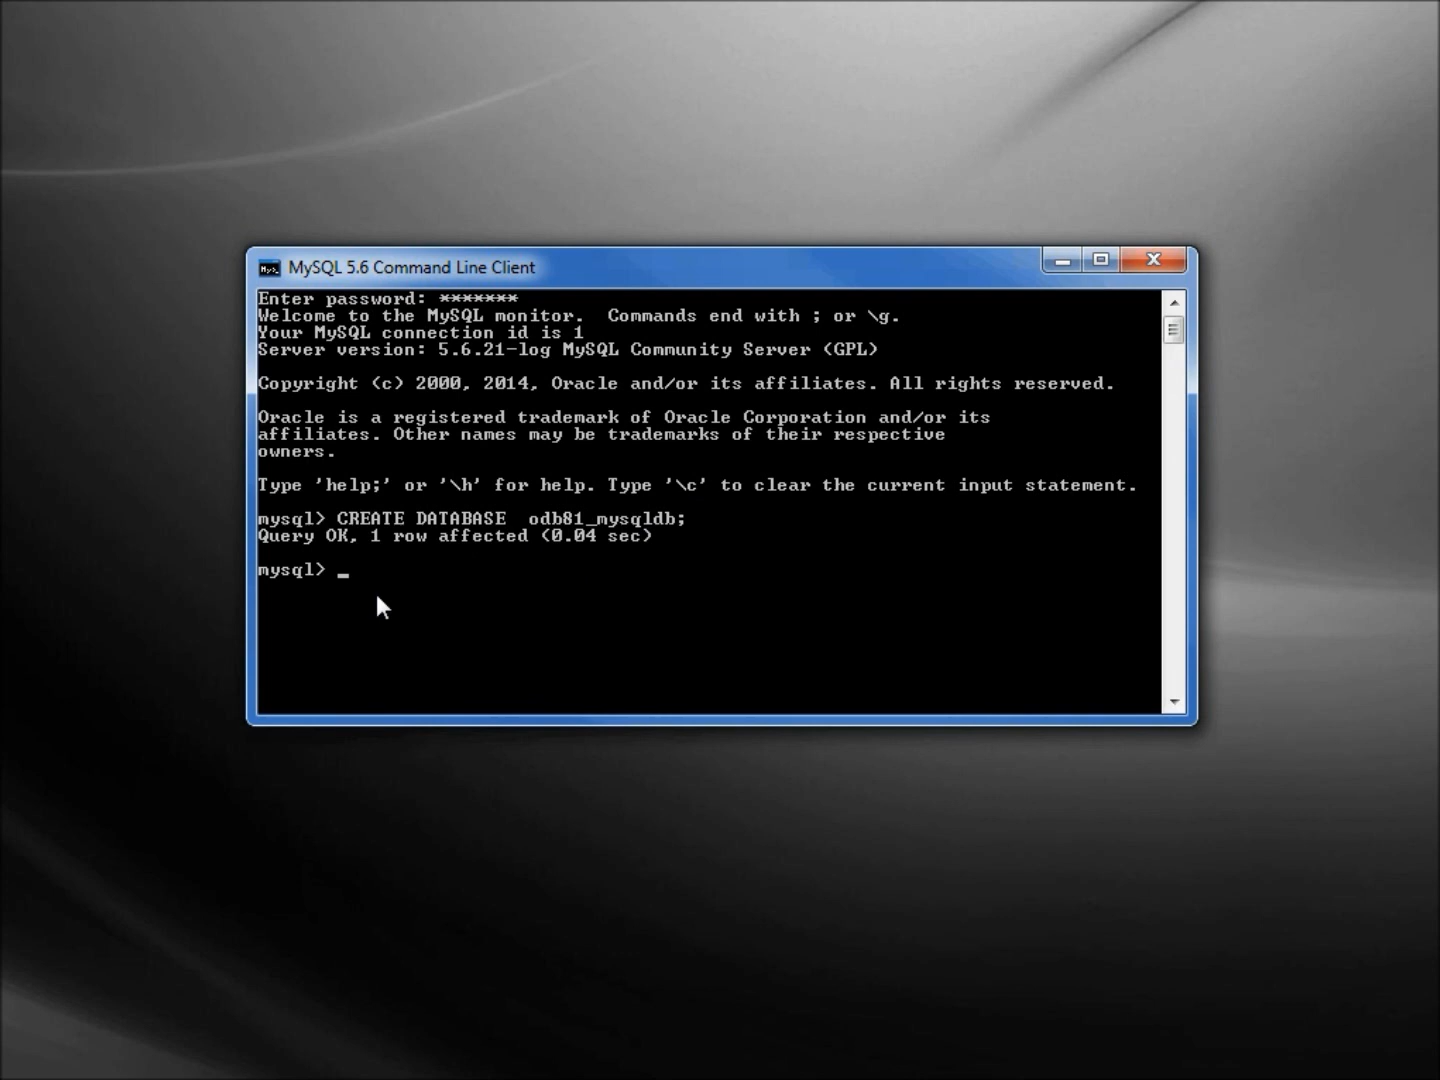 MySQL 5.6 Command Line Client
Enter password: *******
Welcome to the MySQL monitor.  Commands end with ; or \g.
Your MySQL connection id is 1
Server version: 5.6.21-log MySQL Community Server (GPL)
Copyright (c) 2000, 2014, Oracle and/or its affiliates. All rights reserved.
Oracle is a registered trademark of Oracle Corporation and/or its
affiliates. Other names may be trademarks of their respective
owners.
Type 'help;' or '\h' for help. Type '\c' to clear the current input statement.
mysql> CREATE DATABASE  odb81_mysqldb;
Query OK, 1 row affected (0.04 sec)
mysql> _